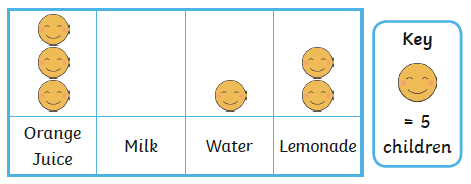 Orange
Juice
Milk
Water
Lemonade
Key
= 5
children